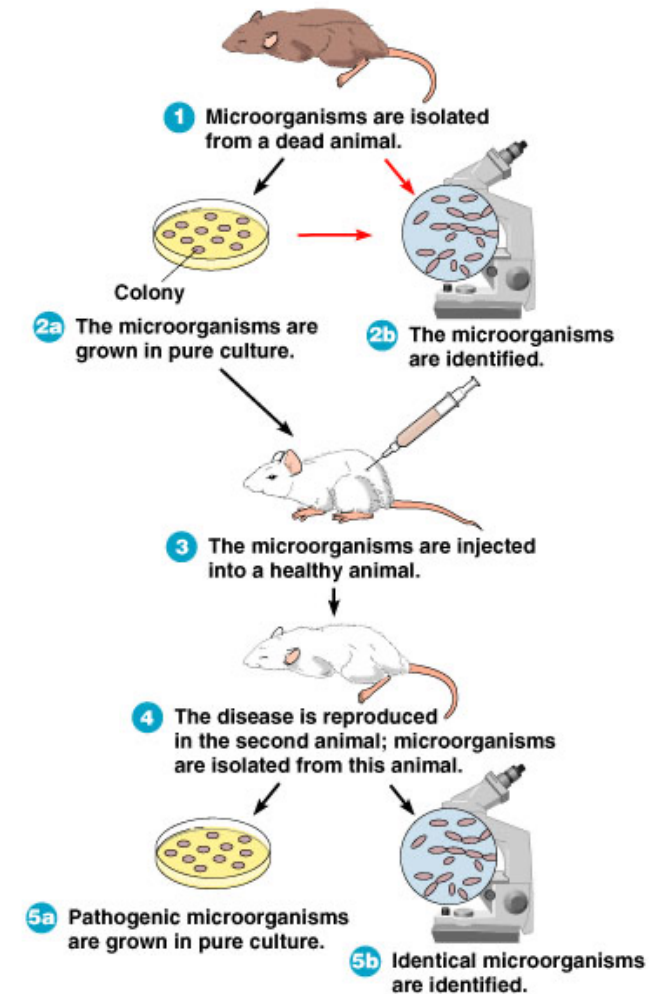 1 Microorganisms are isolated
from a dead animal.
Colony
2a The microorganisms are
grown in pure culture.
2b The microorganisms
are identified.
3 The microorganisms are injected
into a healthy animal.
4 The disease is reproduced
in the second animal; microorganisms
are isolated from this animal.
5a Pathogenic microorganisms
are grown in pure culture.
5b Identical microorganisms
are identified.